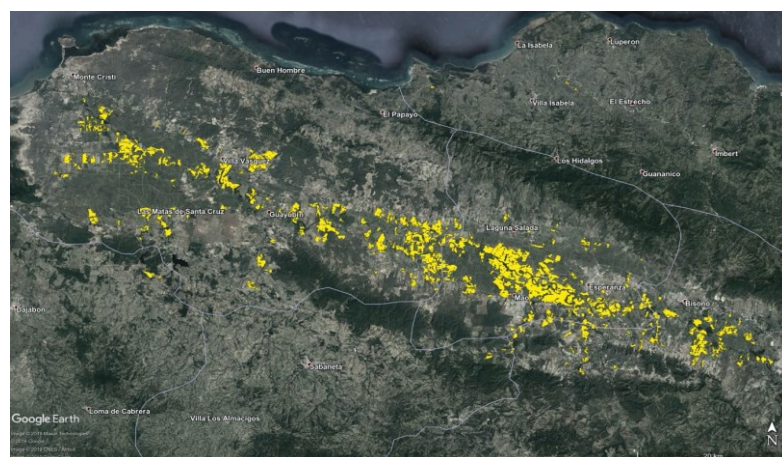 La Isabela
Luperon
Monte Cristi
Buen Hombre
Villa Isabela
El Estrecho
El Papayo
Imbert
Los Hidalgos
Villa Vasquez
Guananico
Las Matas de Santa Cruz
Guayubin
Laguna Salada
Esperanza
Mao
Bisono
Dajabon
Sabaneta
Loma de Cabrera
Villa Los Almacigos
Google Earth
N
20 km